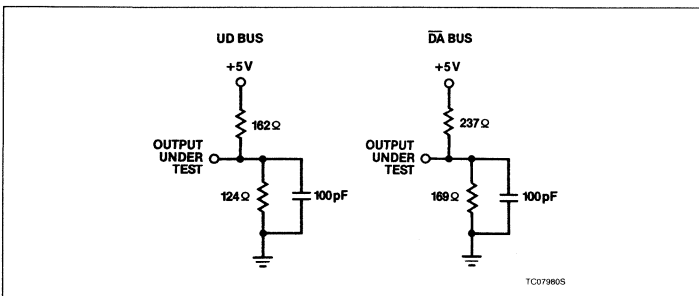 UD BUS
+5V
162Ω
OUTPUT
UNDER
TEST
124Ω
100pF
DA BUS
+5V
237Ω
OUTPUT
UNDER
TEST
169Ω
100pF
TC07980S